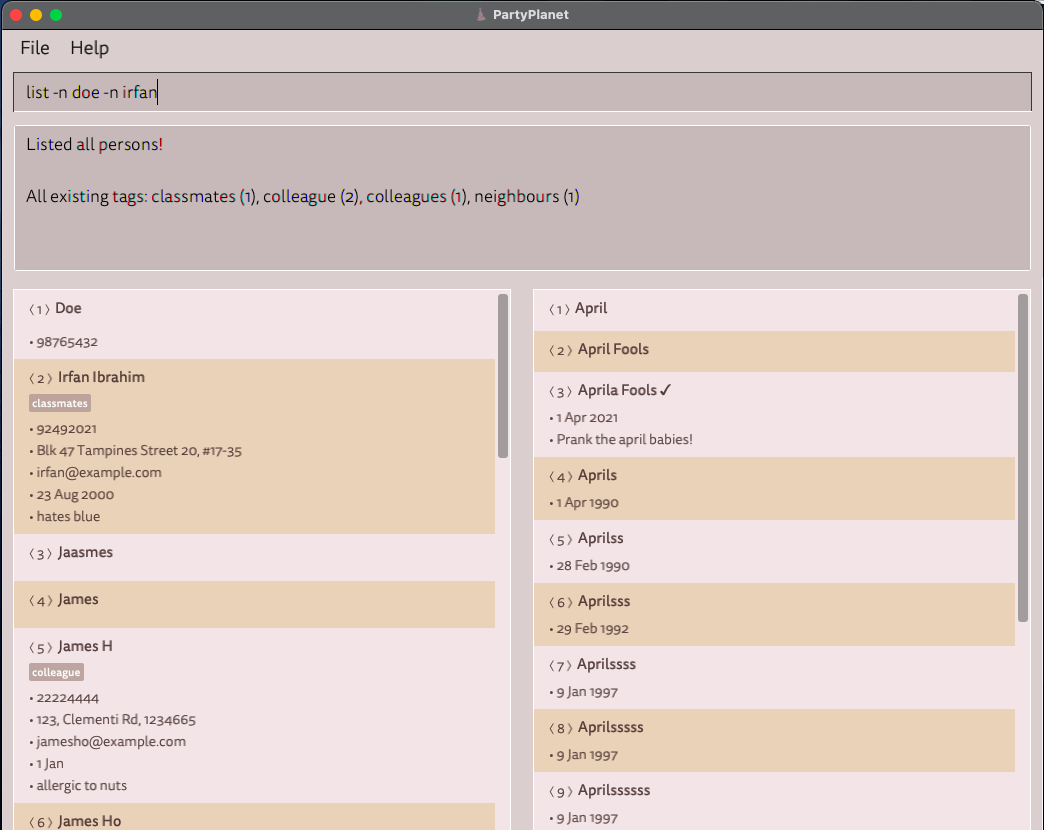 PartyPlanet
File Help
list -n doe -n irfan
Listed all persons!
All existing tags: classmates (1), colleague (2), colleagues (1), neighbours (1)
⟨ 1 ⟩ Doe
• 98765432
⟨ 2 ⟩ Irfan Ibrahim
classmates
• 92492021
• Blk 47 Tampines Street 20, #17-35
• irfan@example.com
• 23 Aug 2000
• hates blue
⟨ 3 ⟩ Jaasmes
⟨ 4 ⟩ James
⟨ 5 ⟩ James H
colleague
• 22224444
• 123, Clementi Rd, 1234665
• jamesho@example.com
• 1 Jan
• allergic to nuts
⟨ 6 ⟩ James Ho
⟨ 1 ⟩ April
⟨ 2 ⟩ April Fools
⟨ 3 ⟩ Aprila Fools ✓
• 1 Apr 2021
• Prank the april babies!
⟨ 4 ⟩ Aprils
• 1 Apr 1990
⟨ 5 ⟩ Aprilss
• 28 Feb 1990
⟨ 6 ⟩ Aprilsss
• 29 Feb 1992
⟨ 7 ⟩ Aprilssss
• 9 Jan 1997
⟨ 8 ⟩ Aprilsssss
• 9 Jan 1997
⟨ 9 ⟩ Aprilssssss
• 9 Jan 1997